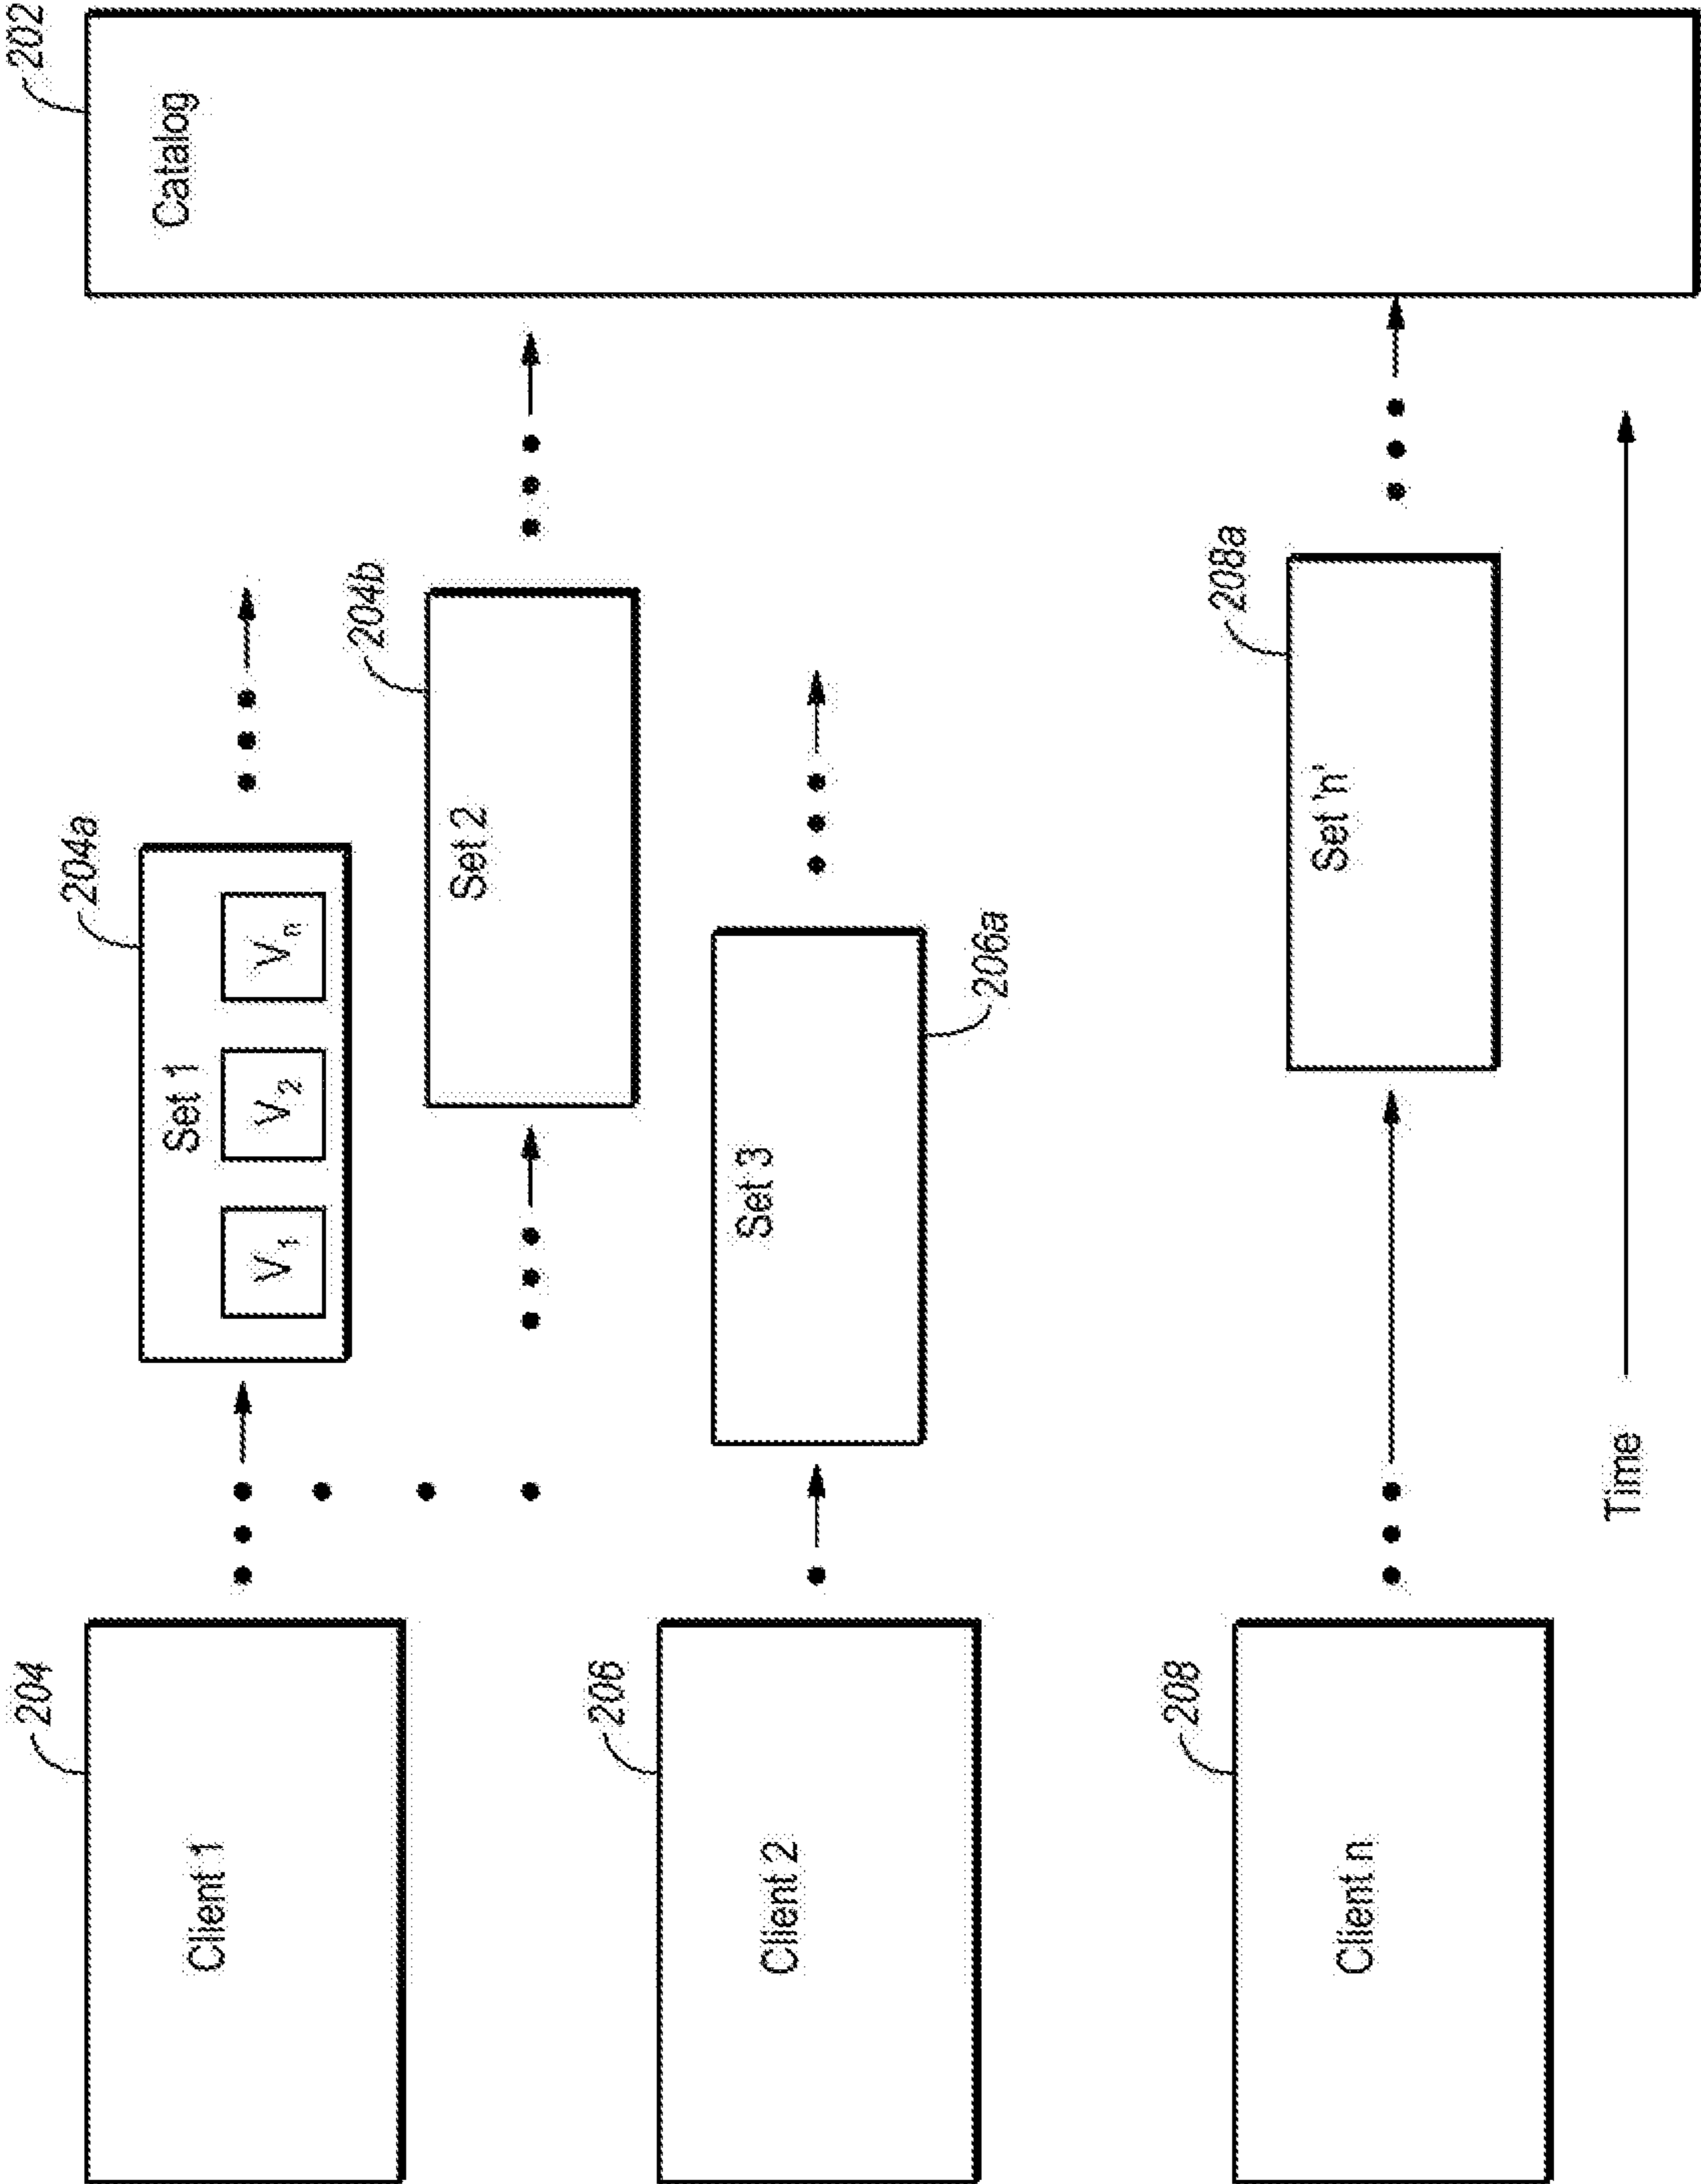 202
Catalog
204
Client 1
204a
Set 1
V1
V2
Vn
204b
Set 2
206
Client 2
Set 3
206a
208
Client n
208a
Set 'n'
Time